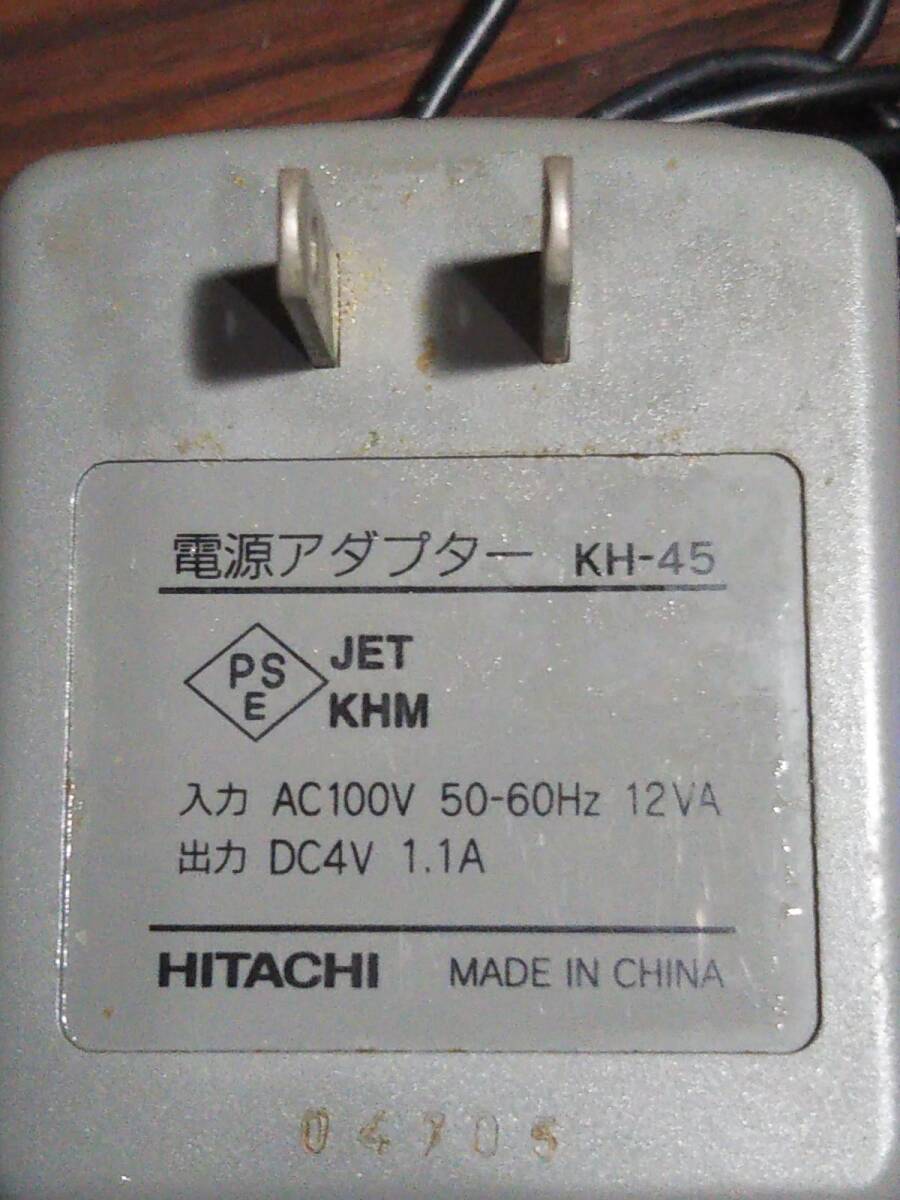 電源アダプター KH-45
PS
E
JET
KHM
入力 AC100V 50-60Hz 12VA
出力 DC4V 1.1A
HITACHI MADE IN CHINA